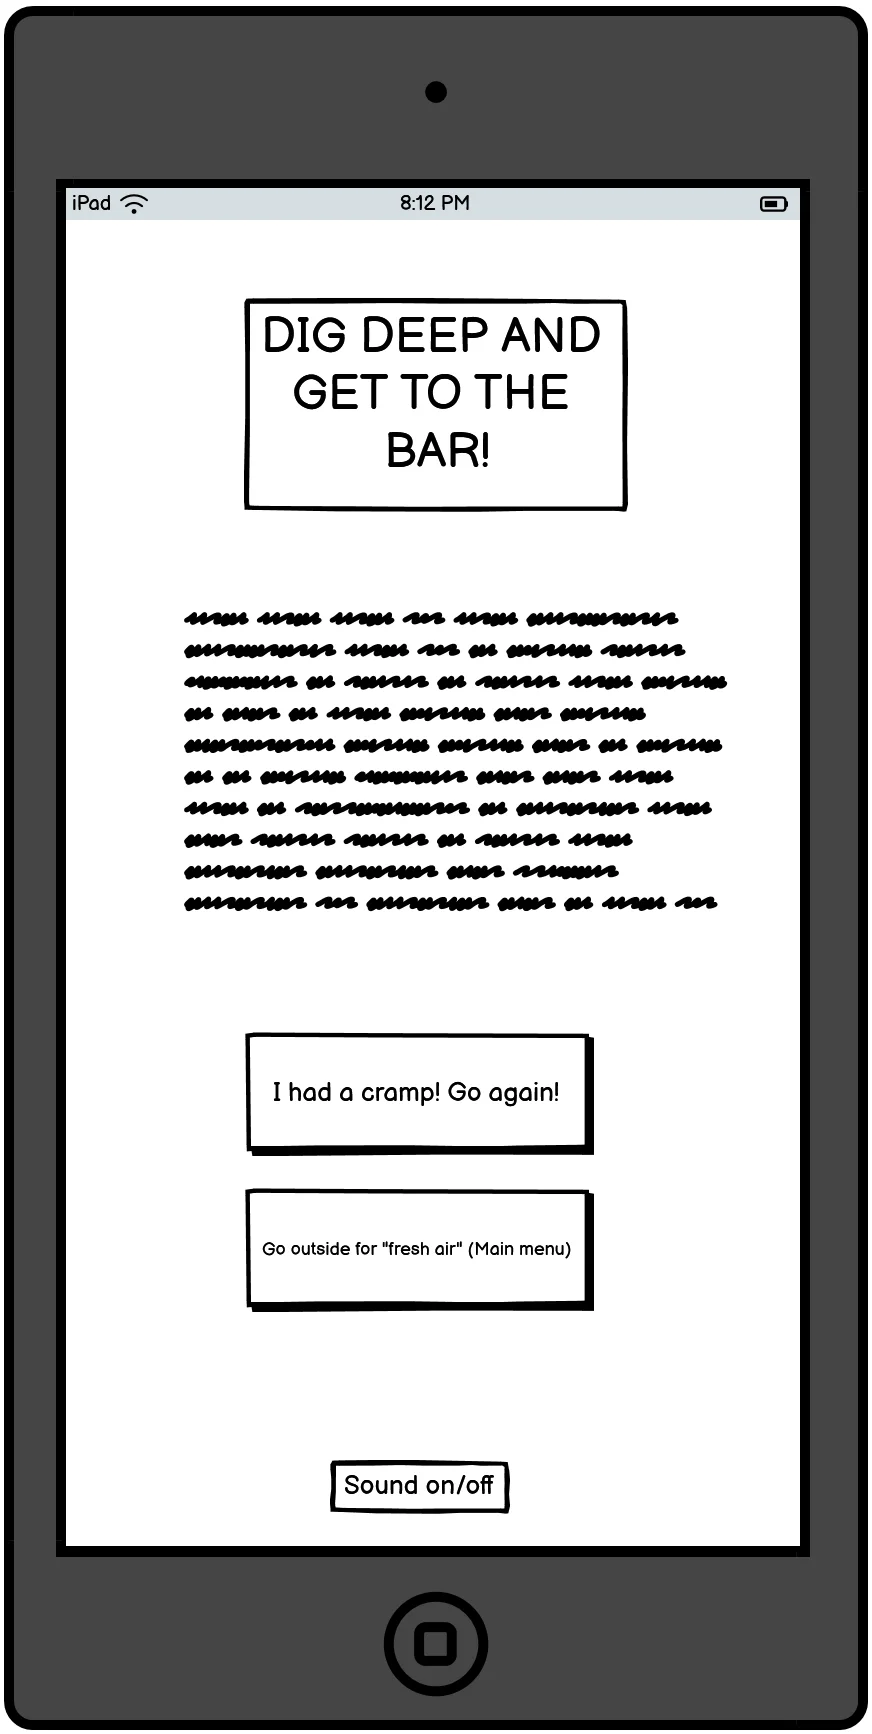 iPad 8:12 PM
DIG DEEP AND
GET TO THE
BAR!
I had a cramp! Go again!
Go outside for "fresh air" (Main menu)
Sound on/off